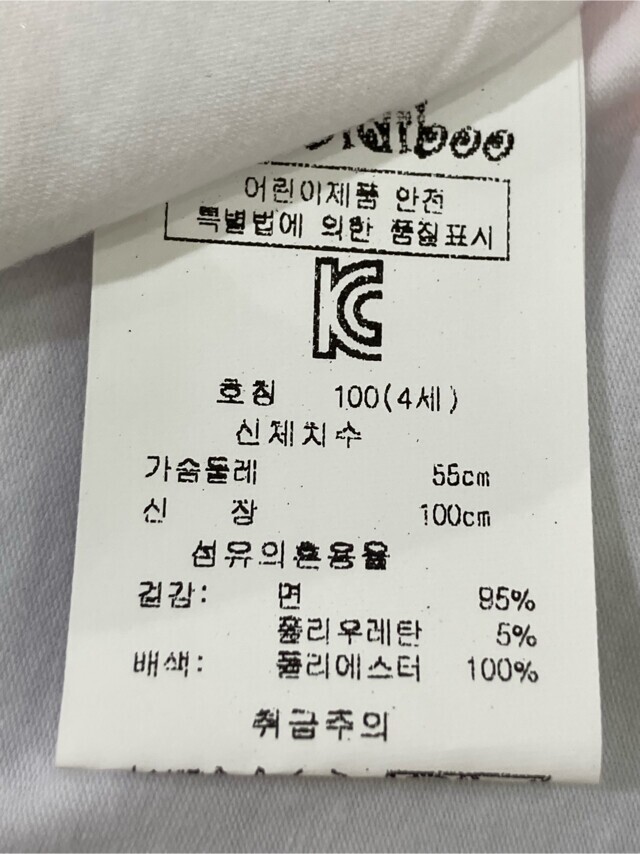 어린이제품 안전
특별법에 의한 품질표시
호칭 100(4세)
신체치수
가슴둘레 55cm
신 장 100cm
섬유의혼용율
겉감: 면 95%
폴리우레탄 5%
배색: 폴리에스터 100%
취급주의